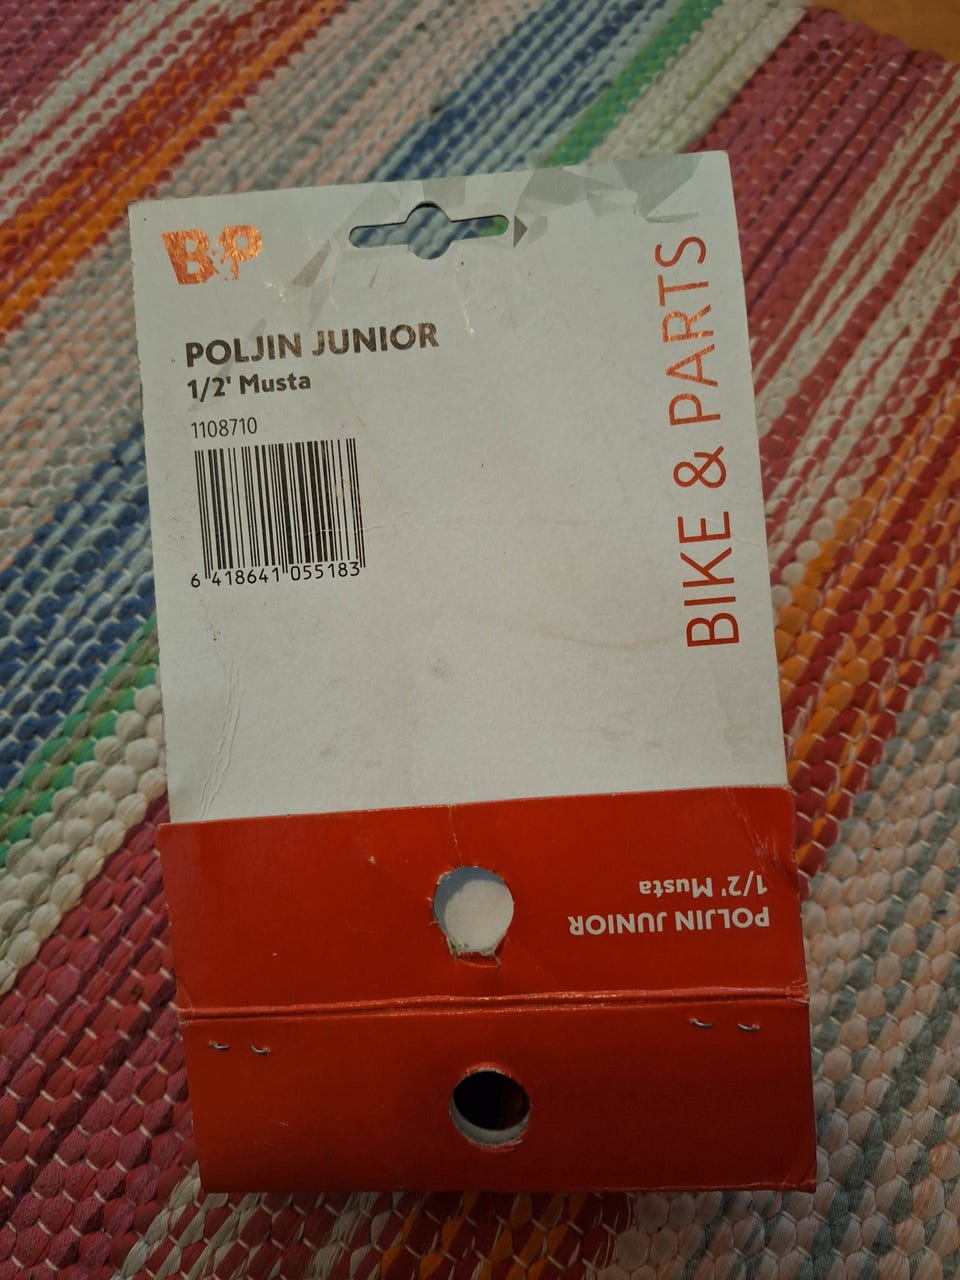 B&P
POLJIN JUNIOR
1/2' Musta
1108710
6 418641 055183
BIKE & PARTS
POLJIN JUNIOR
1/2' Musta